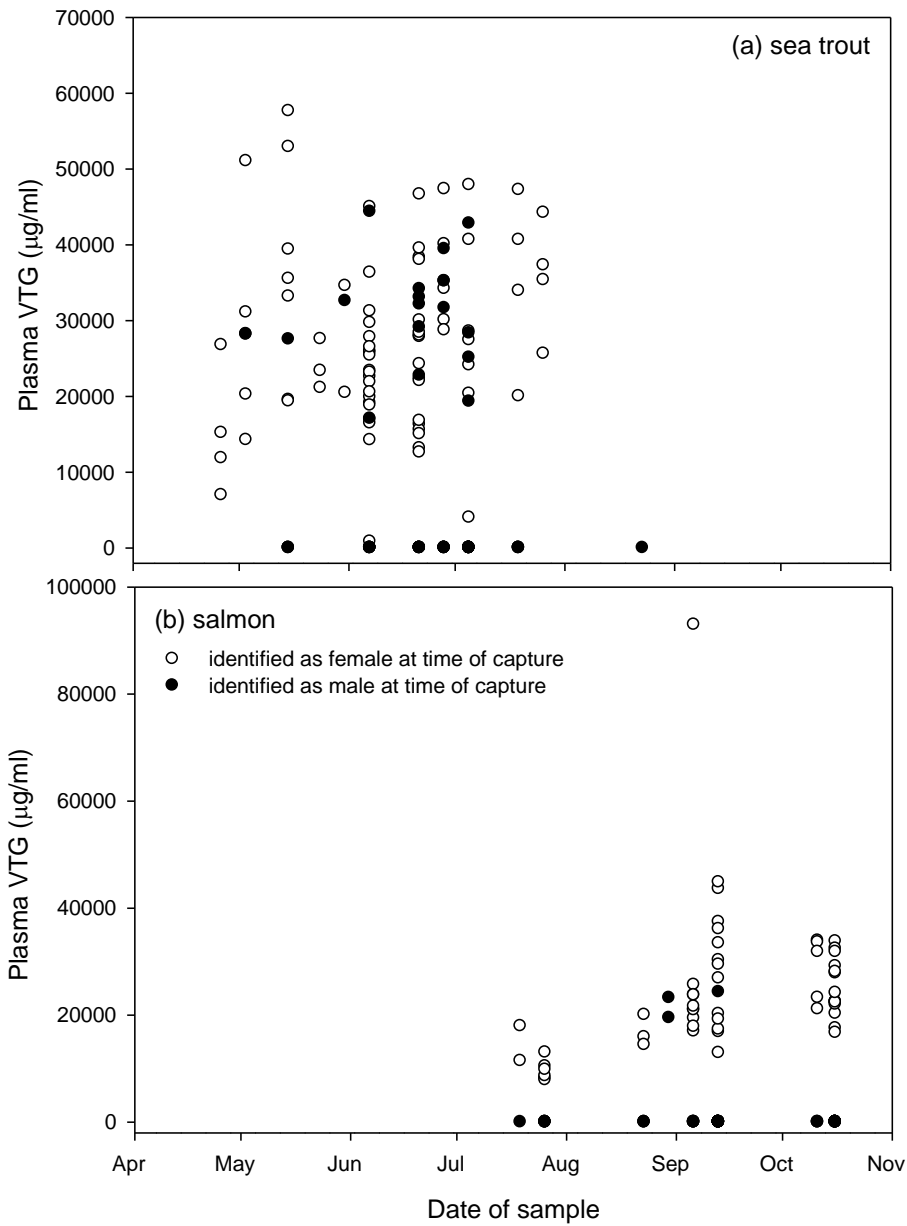 70000
(a) sea trout
60000
50000
40000
30000
20000
10000
0
Plasma VTG (μg/ml)
100000
(b) salmon
identified as female at time of capture
identified as male at time of capture
80000
60000
40000
20000
0
Plasma VTG (μg/ml)
Apr May Jun Jul Aug Sep Oct Nov
Date of sample